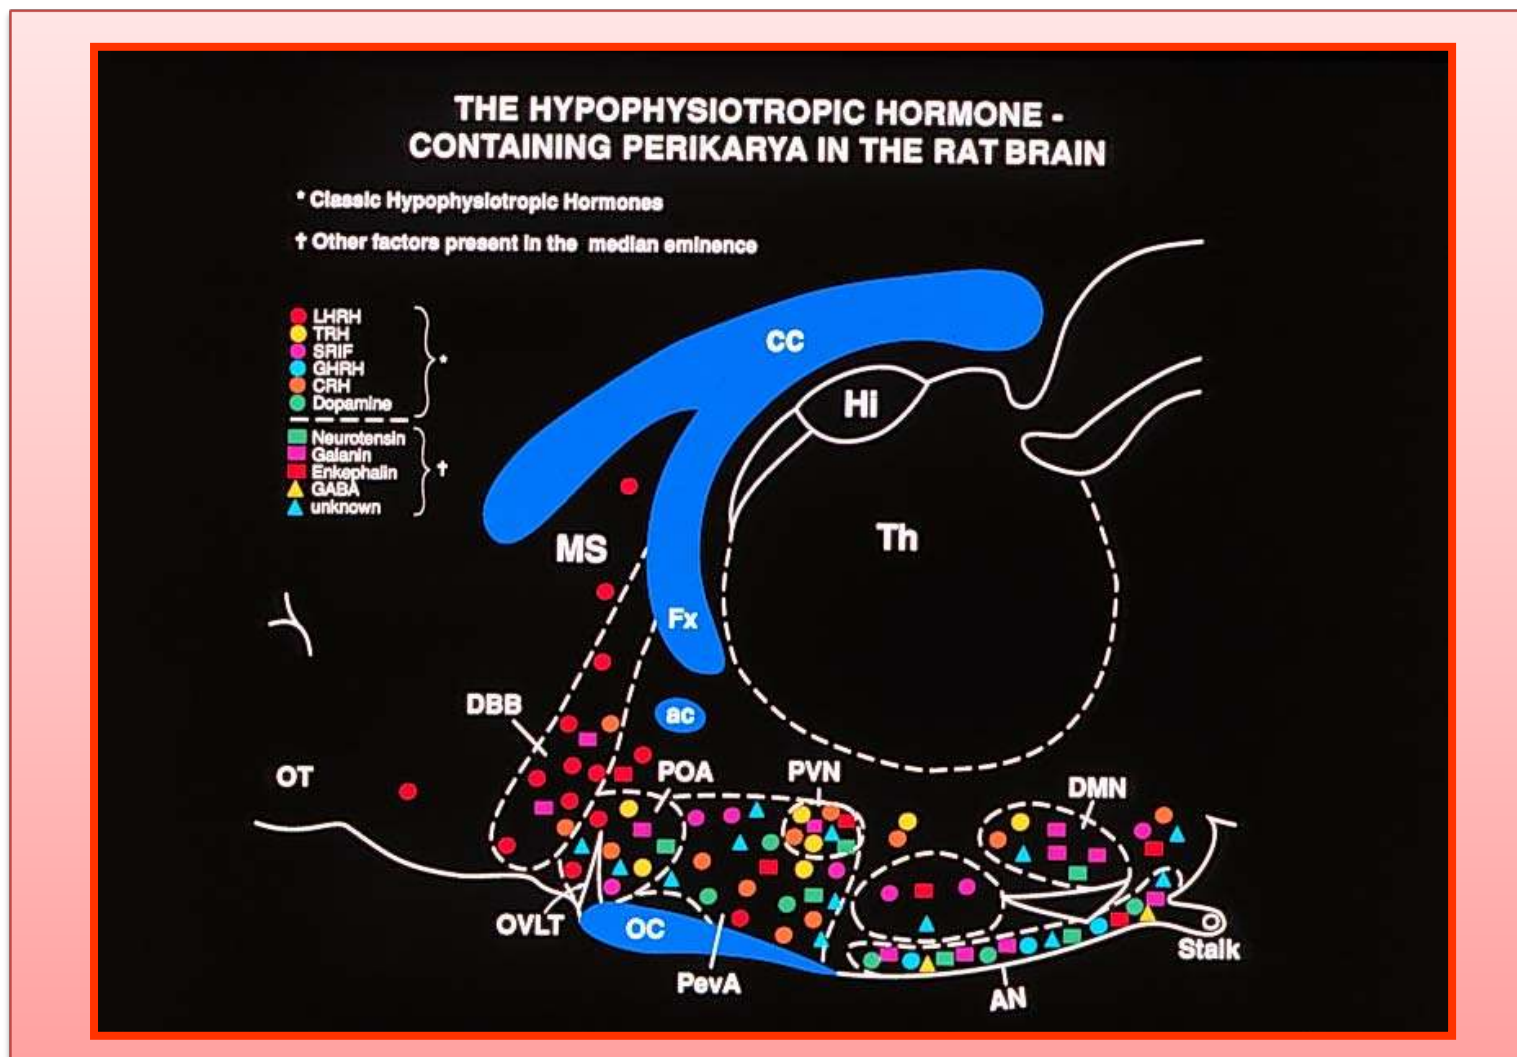 THE HYPOPHYSIOTROPIC HORMONE -
CONTAINING PERIKARYA IN THE RAT BRAIN
* Classic Hypophysiotropic Hormones
† Other factors present in the median eminence
LHRH
TRH
SRIF
GHRH
CRH
Dopamine
*
Neurotensin
Galanin
Enkephalin
GABA
unknown
†
CC
Hi
MS
Th
Fx
DBB
ac
OT
POA
PVN
DMN
OVLT
OC
Stalk
PevA
AN